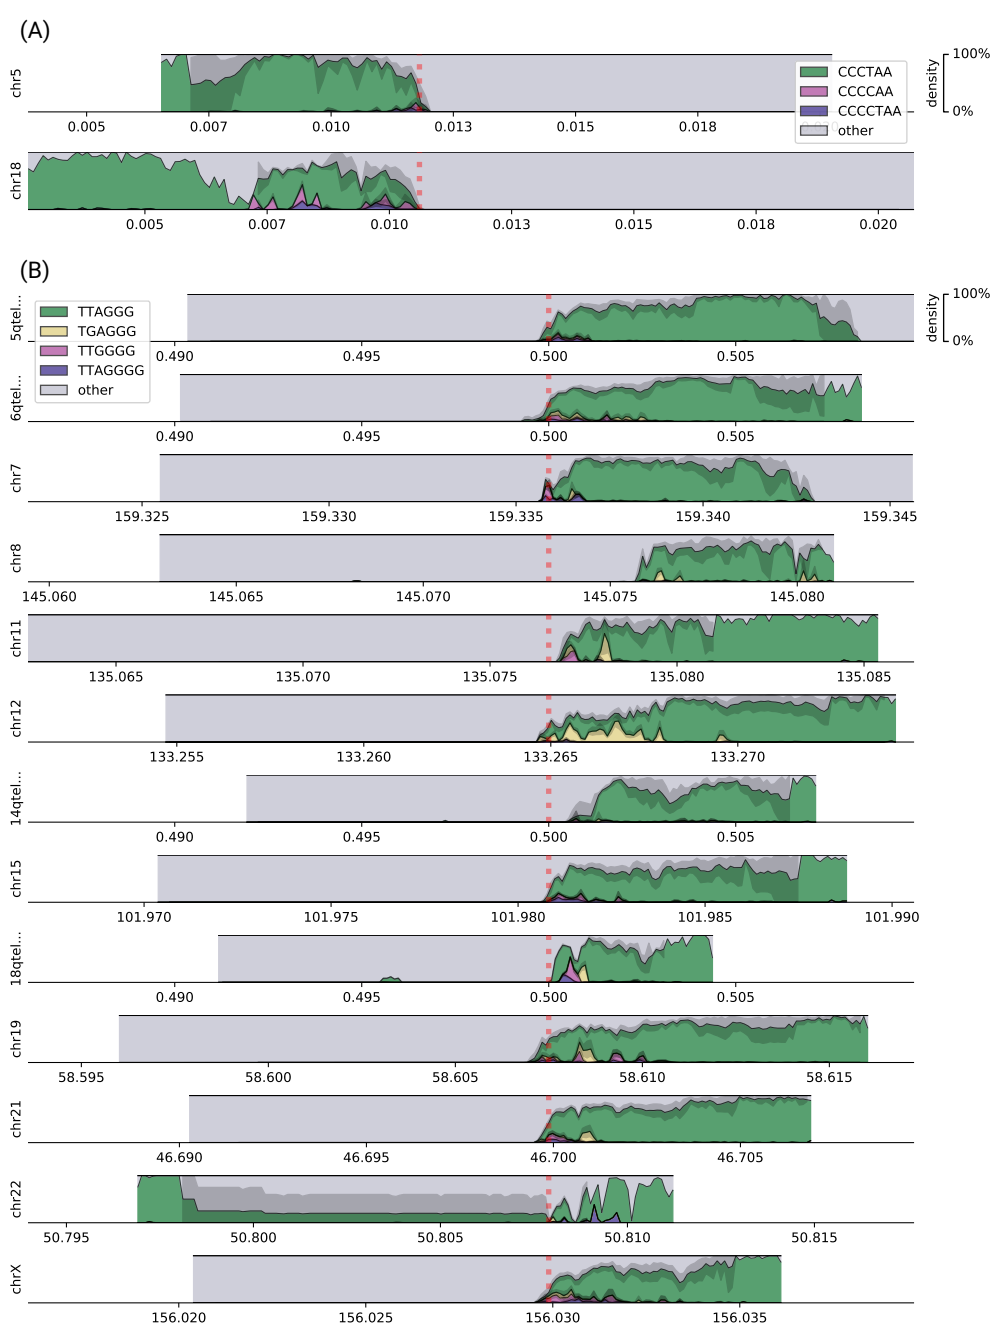 (A)
chr5
0.005
0.007
0.010
0.013
0.015
0.018
CCCTAA
CCCCAA
CCCCTAA
other
density
100%
0%
chr18
0.005
0.007
0.010
0.013
0.015
0.018
0.020
(B)
5qtel...
TTAGGG
TGAGGG
TTGGGG
TTAGGGG
other
0.490
0.495
0.500
0.505
density
100%
0%
6qtel...
0.490
0.495
0.500
0.505
chr7
159.325
159.330
159.335
159.340
159.345
chr8
145.060
145.065
145.070
145.075
145.080
chr11
135.065
135.070
135.075
135.080
135.085
chr12
133.255
133.260
133.265
133.270
14qtel...
0.490
0.495
0.500
0.505
chr15
101.970
101.975
101.980
101.985
101.990
18qtel...
0.490
0.495
0.500
0.505
chr19
58.595
58.600
58.605
58.610
58.615
chr21
46.690
46.695
46.700
46.705
chr22
50.795
50.800
50.805
50.810
50.815
chrX
156.020
156.025
156.030
156.035